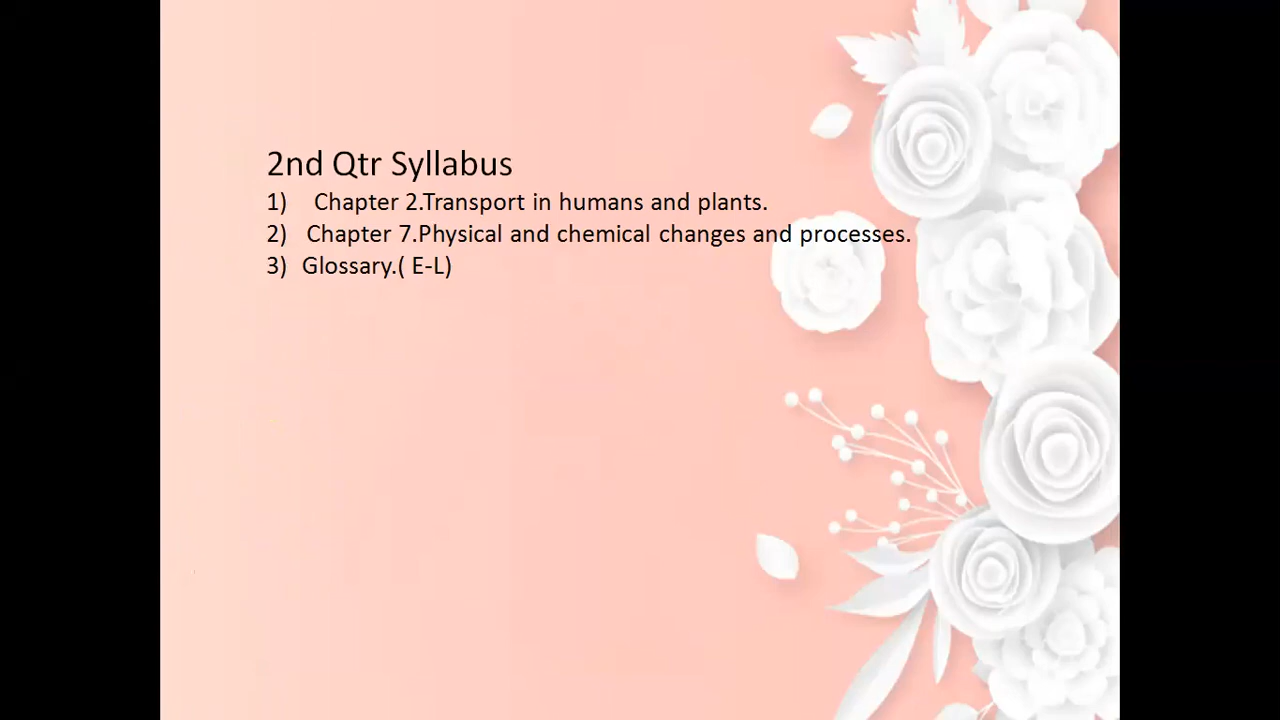 2nd Qtr Syllabus
1) Chapter 2.Transport in humans and plants.
2) Chapter 7.Physical and chemical changes and processes.
3) Glossary.( E-L)